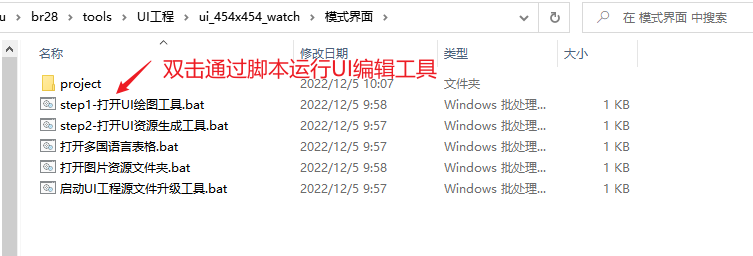 u › br28 › tools › UI工程 › ui_454x454_watch › 模式界面 › 在 模式界面 中搜索
名称 修改日期 类型 大小
双击通过脚本运行UI编辑工具
project 2022/12/5 10:07 文件夹
step1-打开UI绘图工具.bat 2022/12/5 9:58 Windows 批处理... 1 KB
step2-打开UI资源生成工具.bat 2022/12/5 9:57 Windows 批处理... 1 KB
打开多国语言表格.bat 2022/12/5 9:57 Windows 批处理... 1 KB
打开图片资源文件夹.bat 2022/12/5 9:58 Windows 批处理... 1 KB
启动UI工程源文件升级工具.bat 2022/12/5 9:57 Windows 批处理... 1 KB